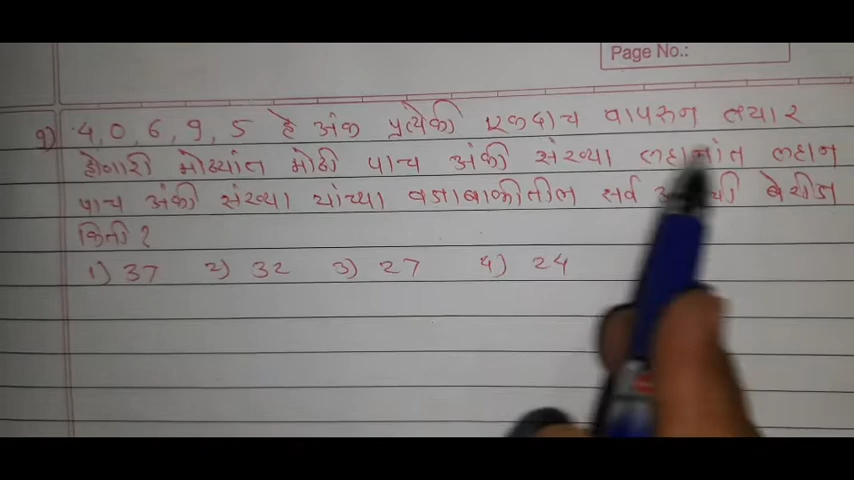 Page No.:
१) 4, 0, 6, 9, 5 हे अंक प्रत्येकी एकदाच वापरून तयार
होणारी मोठ्यांत मोठी पाच अंकी संख्या लहानांत लहान
पाच अंकी संख्या यांच्या वजाबाकीतील सर्व बेरीज
किती?
1) 37 2) 32 3) 27 4) 24